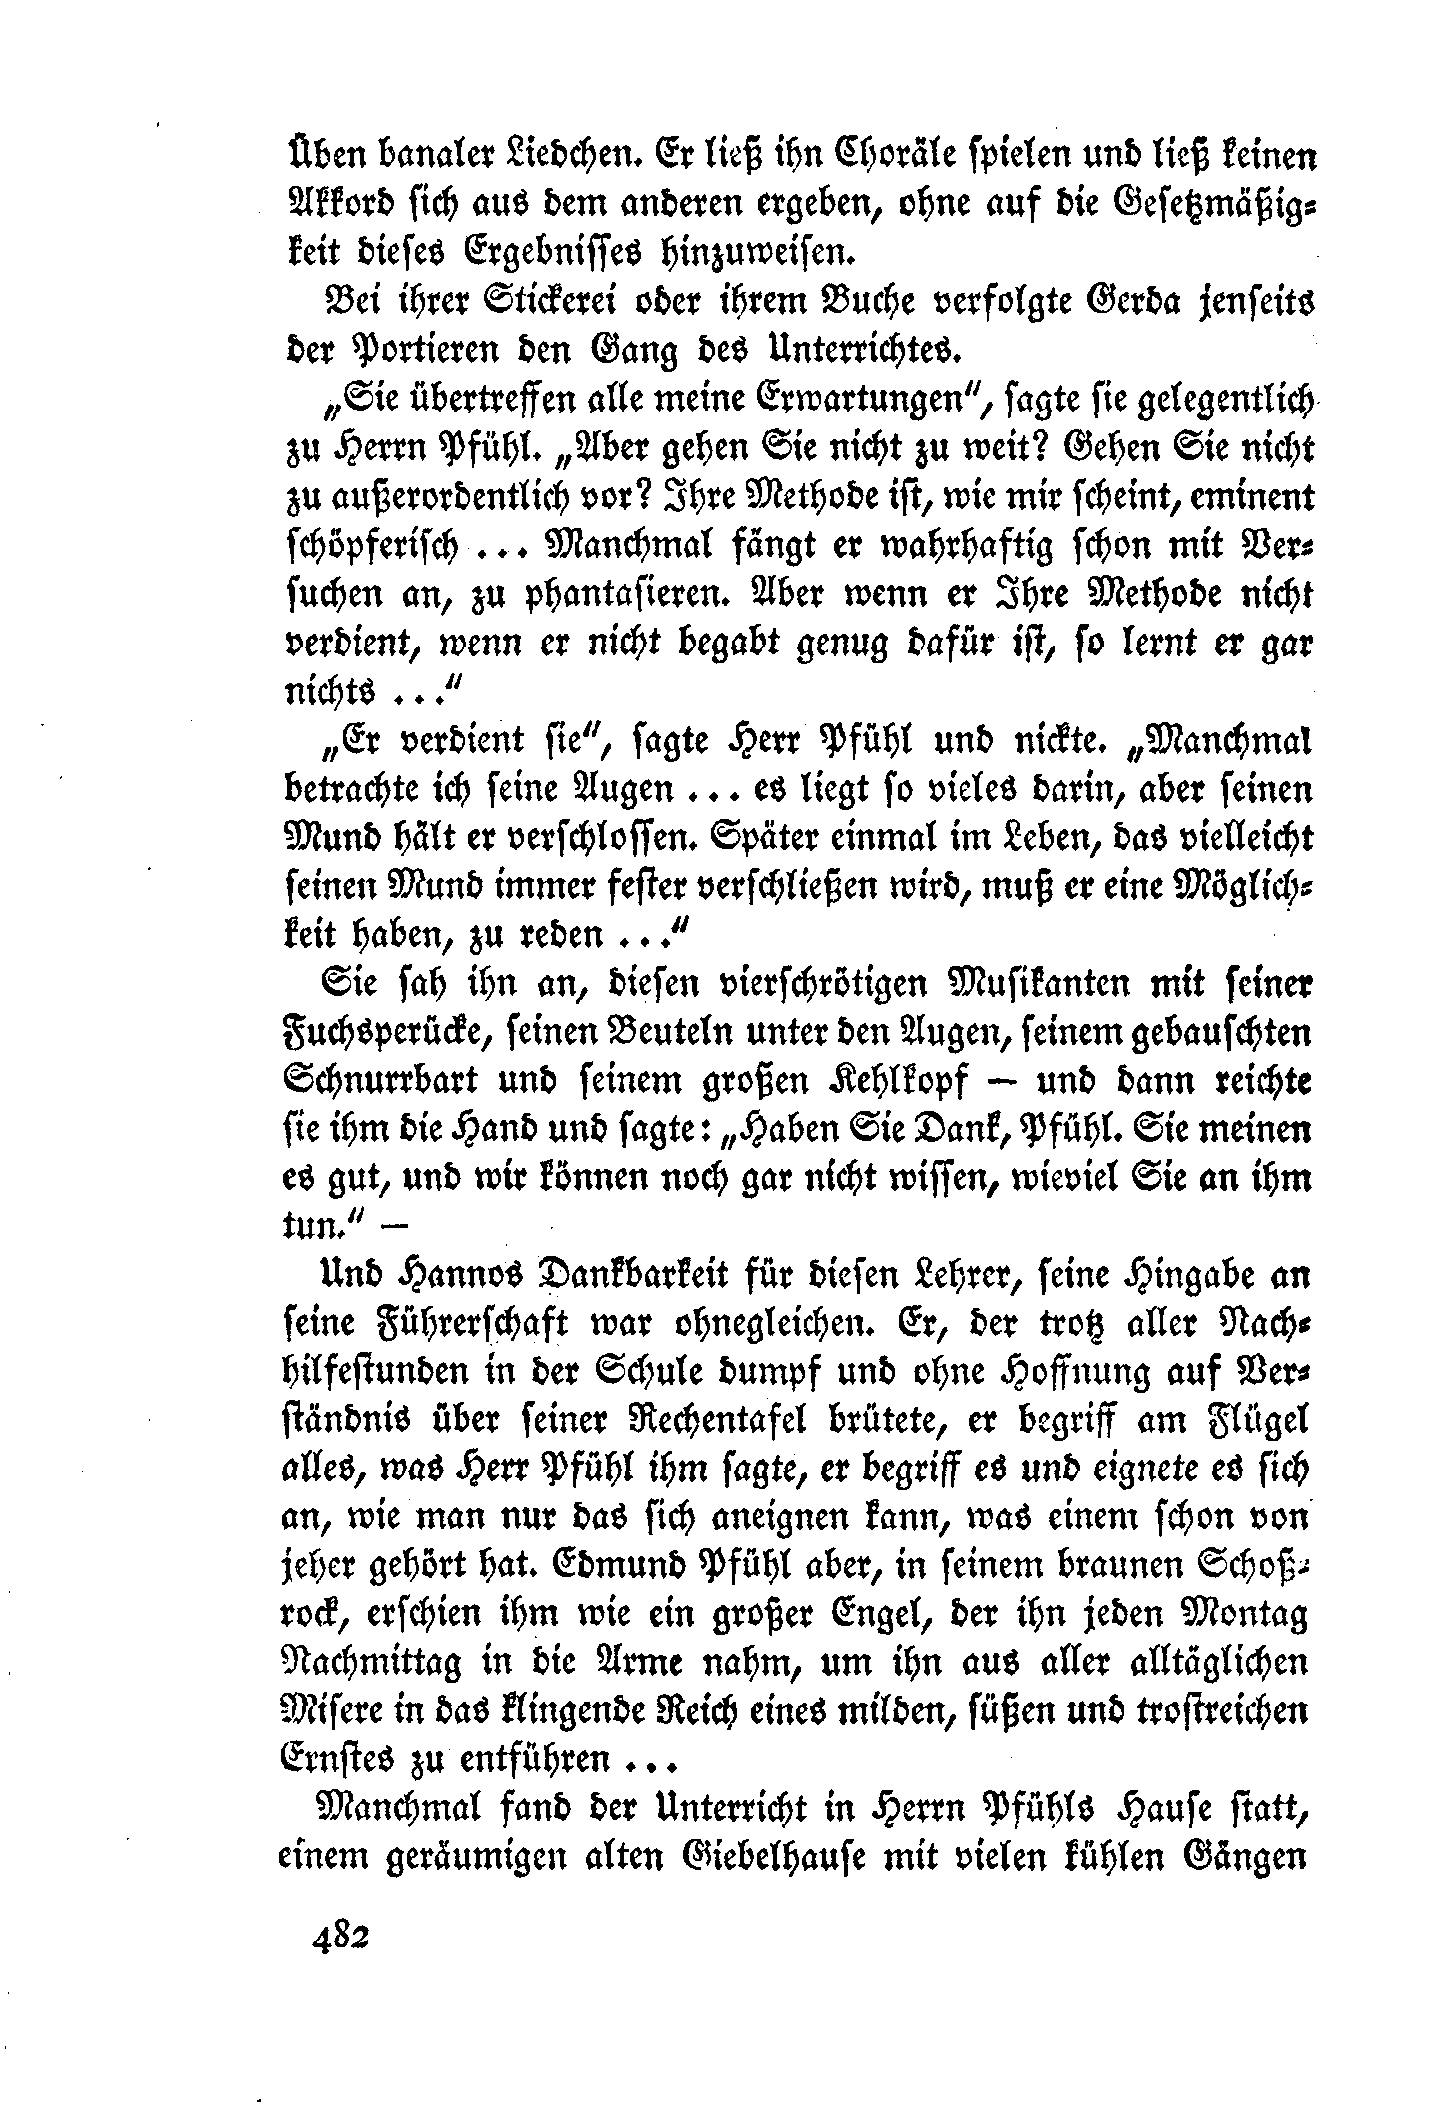 Üben banaler Liedchen. Er ließ ihn Choräle spielen und ließ keinen
Akkord sich aus dem anderen ergeben, ohne auf die Gesetzmäßig-
keit dieses Ergebnisses hinzuweisen.
Bei ihrer Stickerei oder ihrem Buche verfolgte Gerda jenseits
der Portieren den Gang des Unterrichtes.
„Sie übertreffen alle meine Erwartungen“, sagte sie gelegentlich
zu Herrn Pfühl. „Aber gehen Sie nicht zu weit? Gehen Sie nicht
zu außerordentlich vor? Ihre Methode ist, wie mir scheint, eminent
schöpferisch ... Manchmal fängt er wahrhaftig schon mit Ver-
suchen an, zu phantasieren. Aber wenn er Ihre Methode nicht
verdient, wenn er nicht begabt genug dafür ist, so lernt er gar
nichts ...“
„Er verdient sie“, sagte Herr Pfühl und nickte. „Manchmal
betrachte ich seine Augen ... es liegt so vieles darin, aber seinen
Mund hält er verschlossen. Später einmal im Leben, das vielleicht
seinen Mund immer fester verschließen wird, muß er eine Möglich-
keit haben, zu reden ...“
Sie sah ihn an, diesen vierschrötigen Musikanten mit seiner
Fuchsperücke, seinen Beuteln unter den Augen, seinem gebauschten
Schnurrbart und seinem großen Kehlkopf – und dann reichte
sie ihm die Hand und sagte: „Haben Sie Dank, Pfühl. Sie meinen
es gut, und wir können noch gar nicht wissen, wieviel Sie an ihm
tun.“ –
Und Hannos Dankbarkeit für diesen Lehrer, seine Hingabe an
seine Führerschaft war ohnegleichen. Er, der trotz aller Nach-
hilfestunden in der Schule dumpf und ohne Hoffnung auf Ver-
ständnis über seiner Rechentafel brütete, er begriff am Flügel
alles, was Herr Pfühl ihm sagte, er begriff es und eignete es sich
an, wie man nur das sich aneignen kann, was einem schon von
jeher gehört hat. Edmund Pfühl aber, in seinem braunen Schoß-
rock, erschien ihm wie ein großer Engel, der ihn jeden Montag
Nachmittag in die Arme nahm, um ihn aus aller alltäglichen
Misere in das klingende Reich eines milden, süßen und trostreichen
Ernstes zu entführen ...
Manchmal fand der Unterricht in Herrn Pfühls Hause statt,
einem geräumigen alten Giebelhause mit vielen kühlen Gängen
482